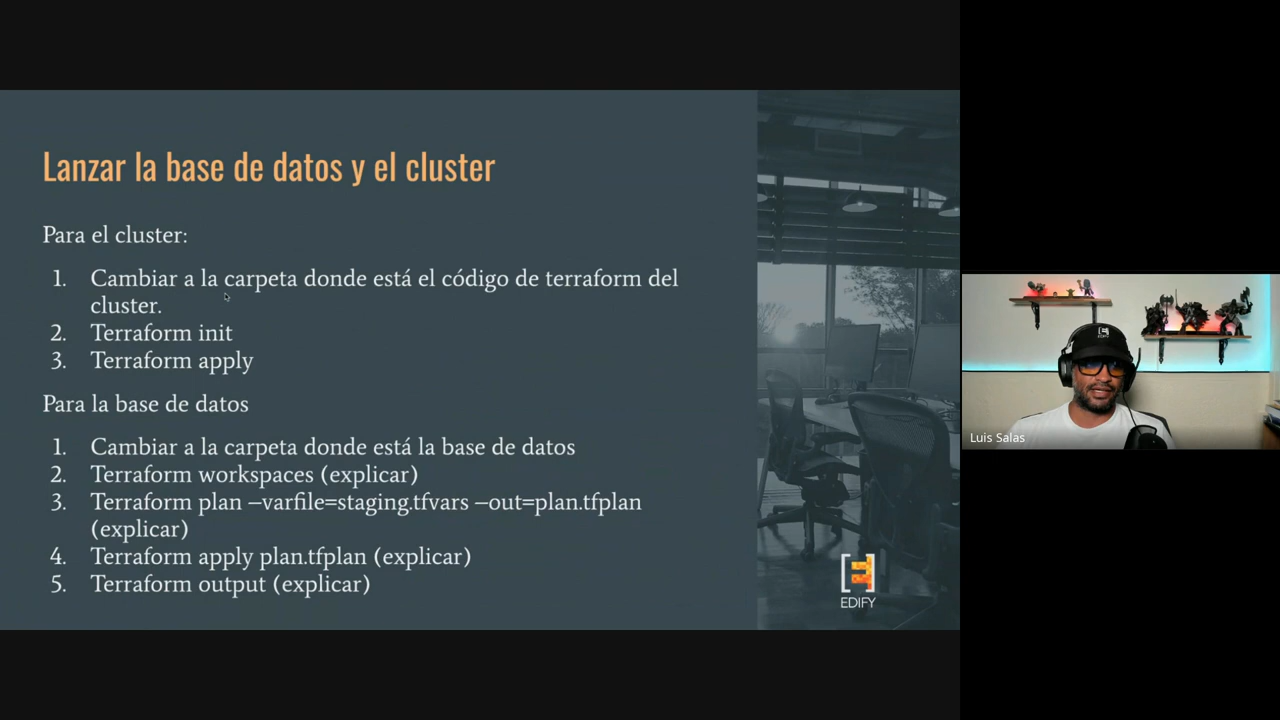 Lanzar la base de datos y el cluster
Para el cluster:
1. Cambiar a la carpeta donde está el código de terraform del
cluster.
2. Terraform init
3. Terraform apply
Para la base de datos
1. Cambiar a la carpeta donde está la base de datos
2. Terraform workspaces (explicar)
3. Terraform plan –varfile=staging.tfvars –out=plan.tfplan
(explicar)
4. Terraform apply plan.tfplan (explicar)
5. Terraform output (explicar)
EDIFY
EDIFY
Luis Salas